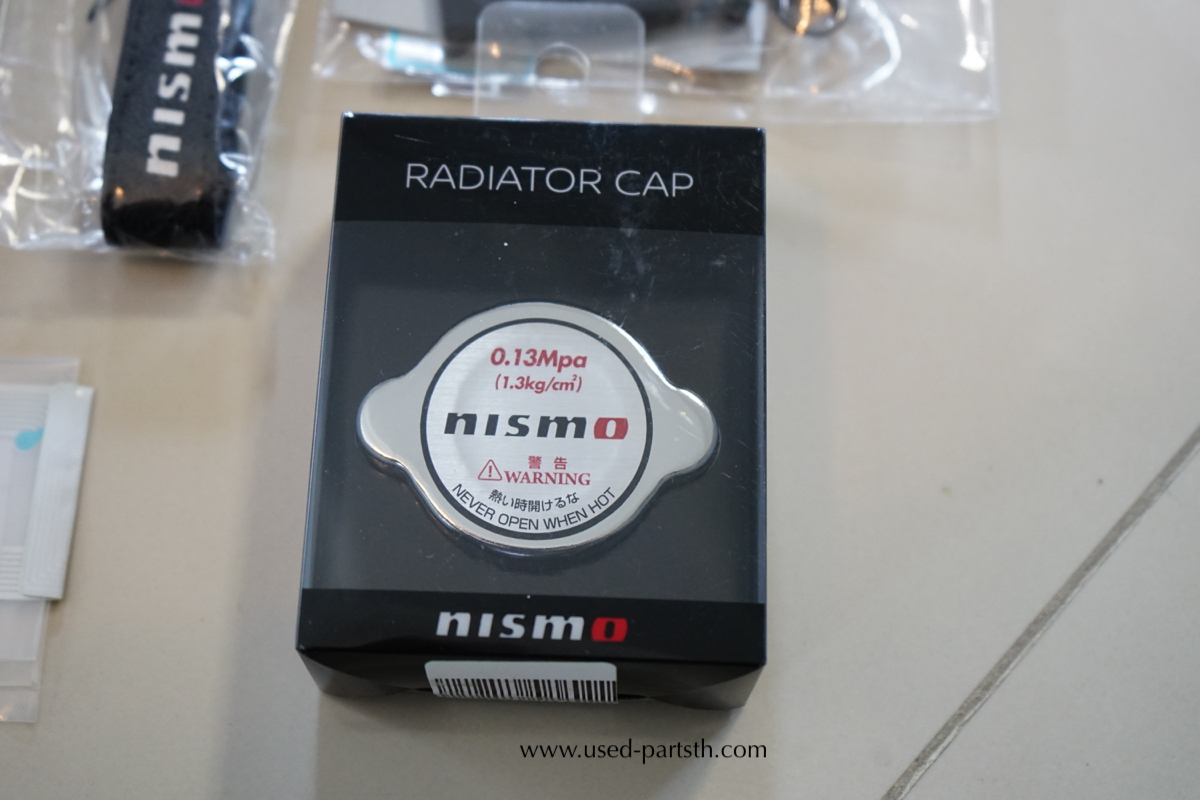 nismo
RADIATOR CAP
0.13Mpa
(1.3kg/cm²)
nismo
警告
WARNING
熱い時開けるな
NEVER OPEN WHEN HOT
nismo
www.used-partsth.com